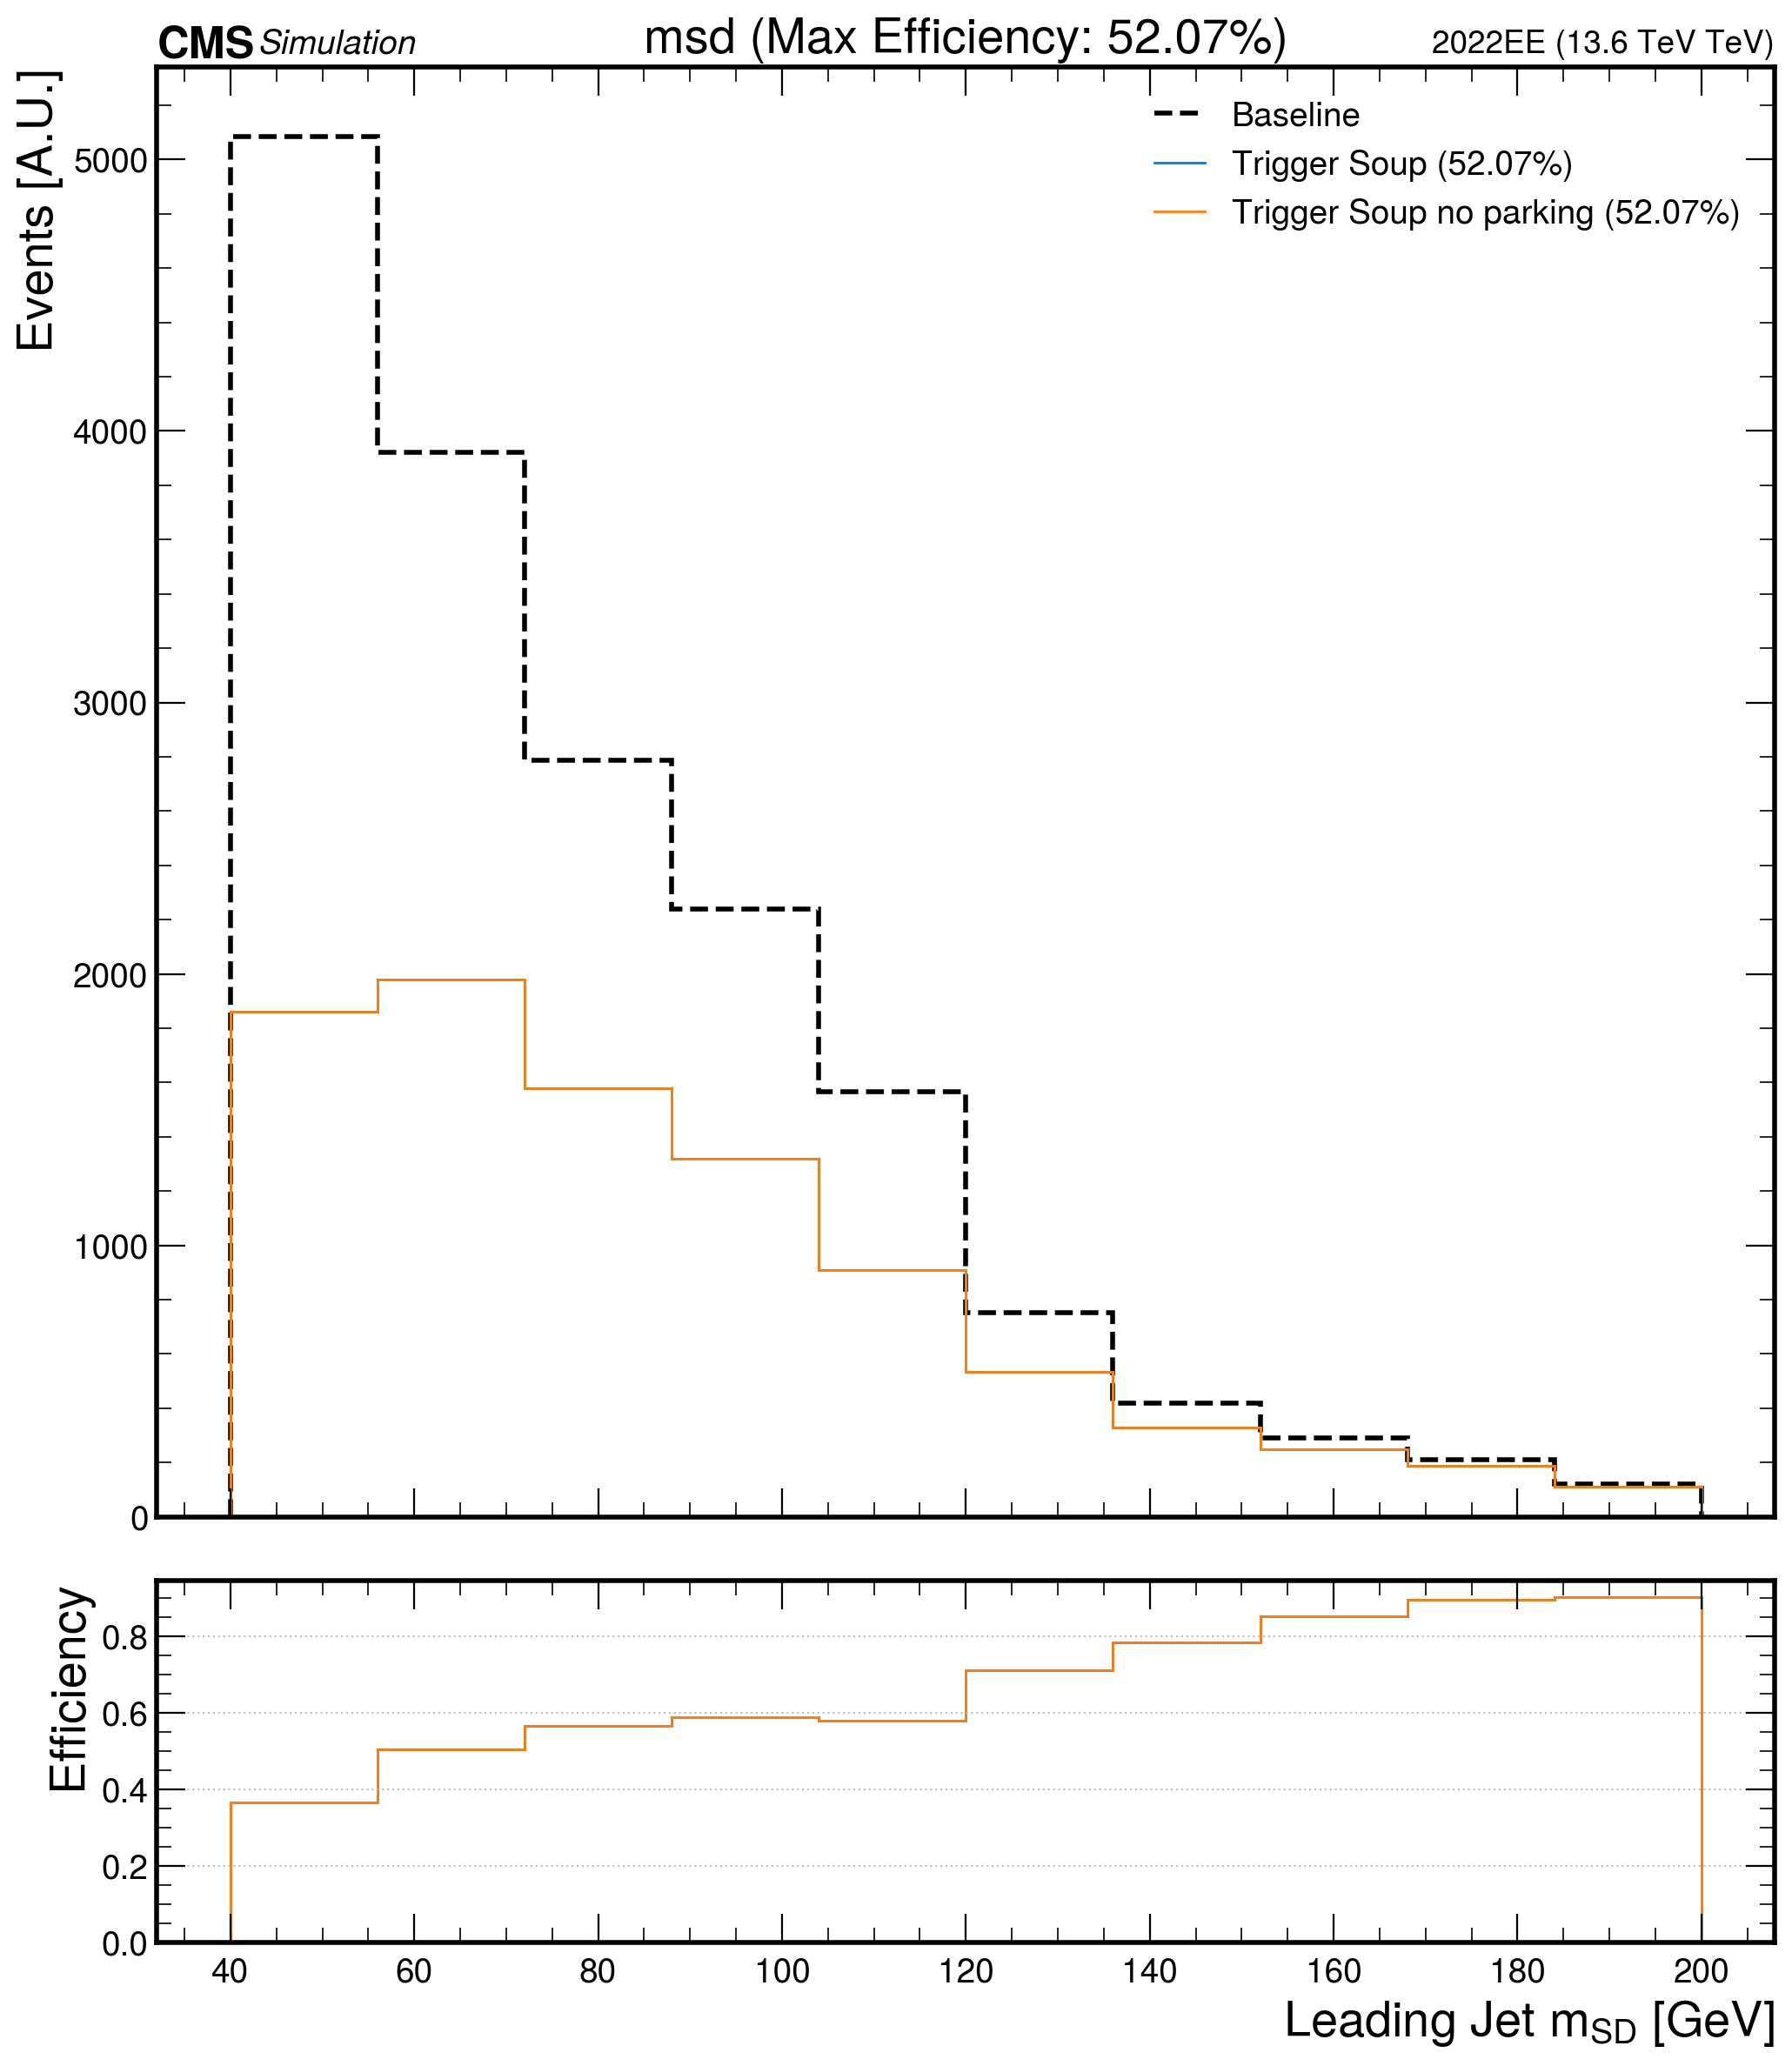 CMS Simulation
msd (Max Efficiency: 52.07%)
2022EE (13.6 TeV TeV)
Events [A.U.]
Baseline
Trigger Soup (52.07%)
Trigger Soup no parking (52.07%)
5000
4000
3000
2000
1000
0
Efficiency
0.8
0.6
0.4
0.2
0.0
40 60 80 100 120 140 160 180 200
Leading Jet mSD [GeV]